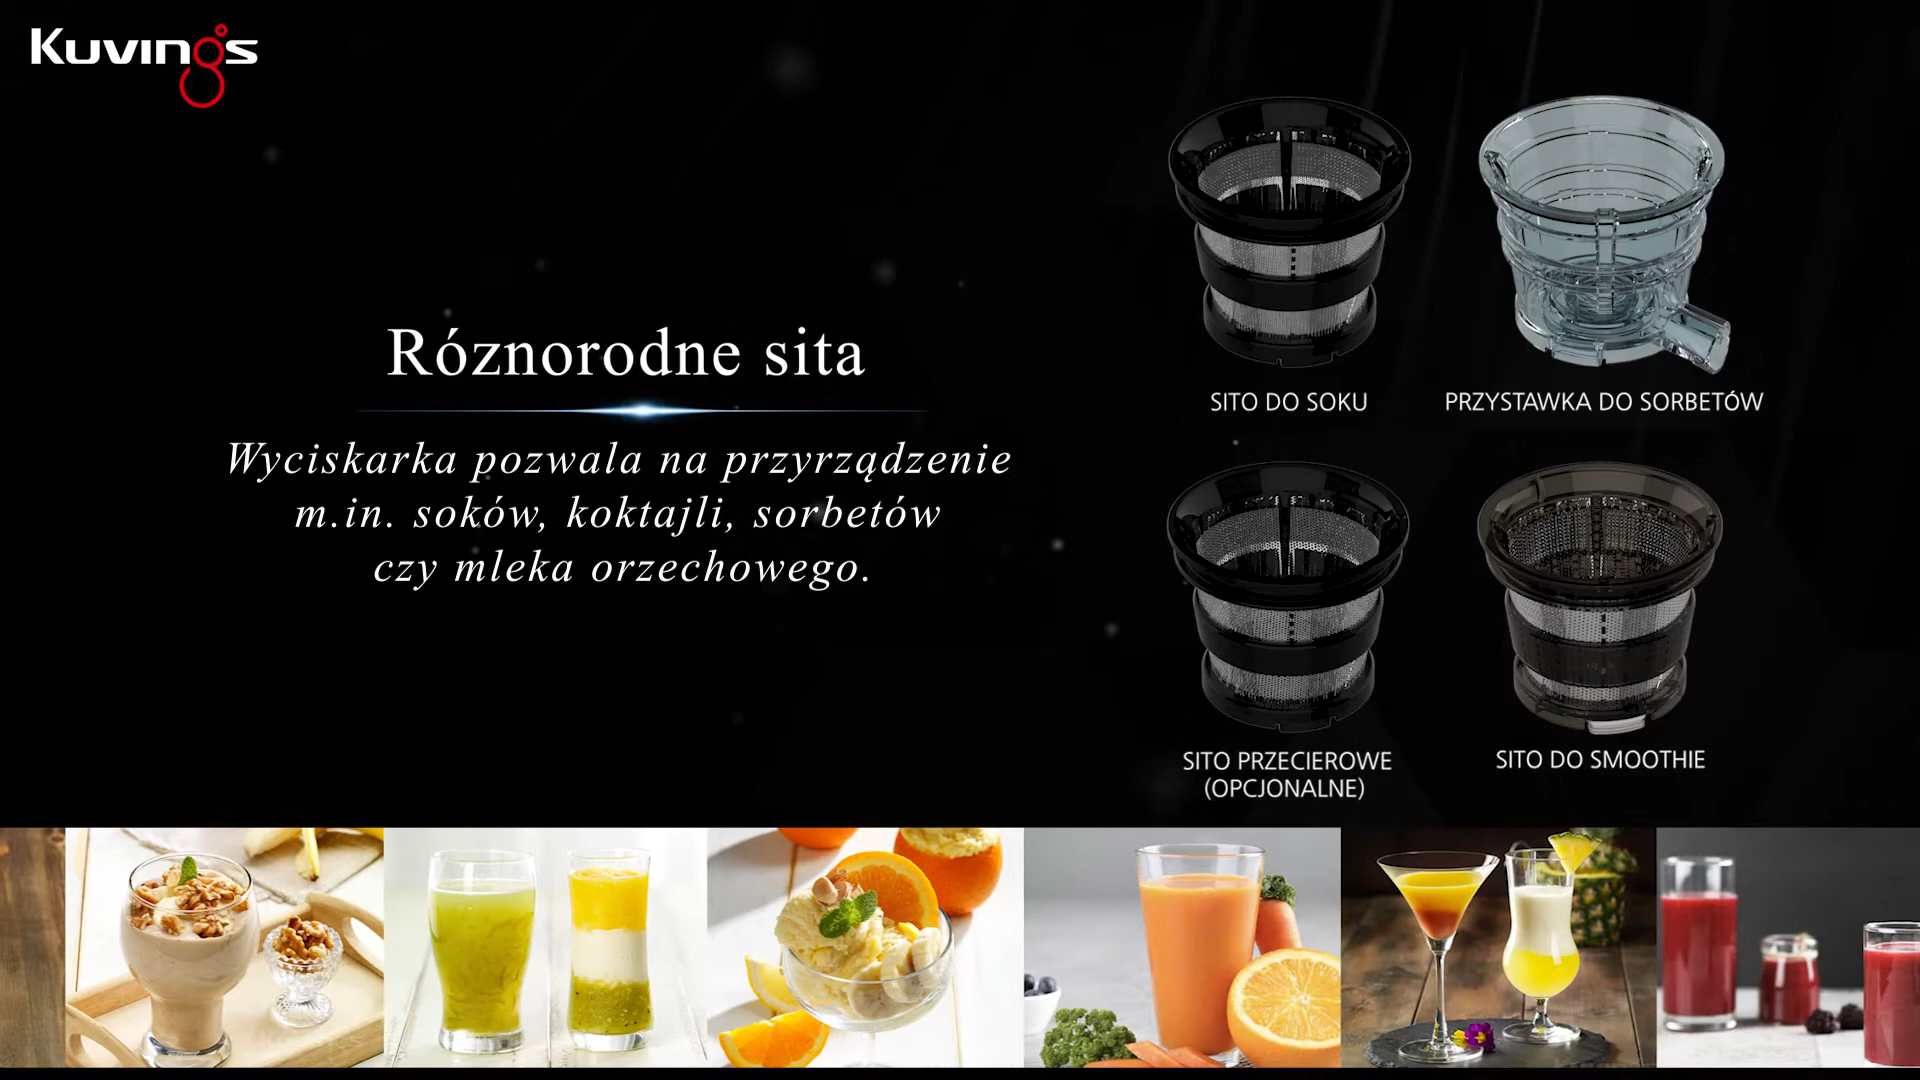 Kuvings
Róznorodne sita
Wyciskarka pozwala na przyrządzenie
m.in. soków, koktajli, sorbetów
czy mleka orzechowego.
SITO DO SOKU
PRZYSTAWKA DO SORBETÓW
SITO PRZECIEROWE
(OPCJONALNE)
SITO DO SMOOTHIE